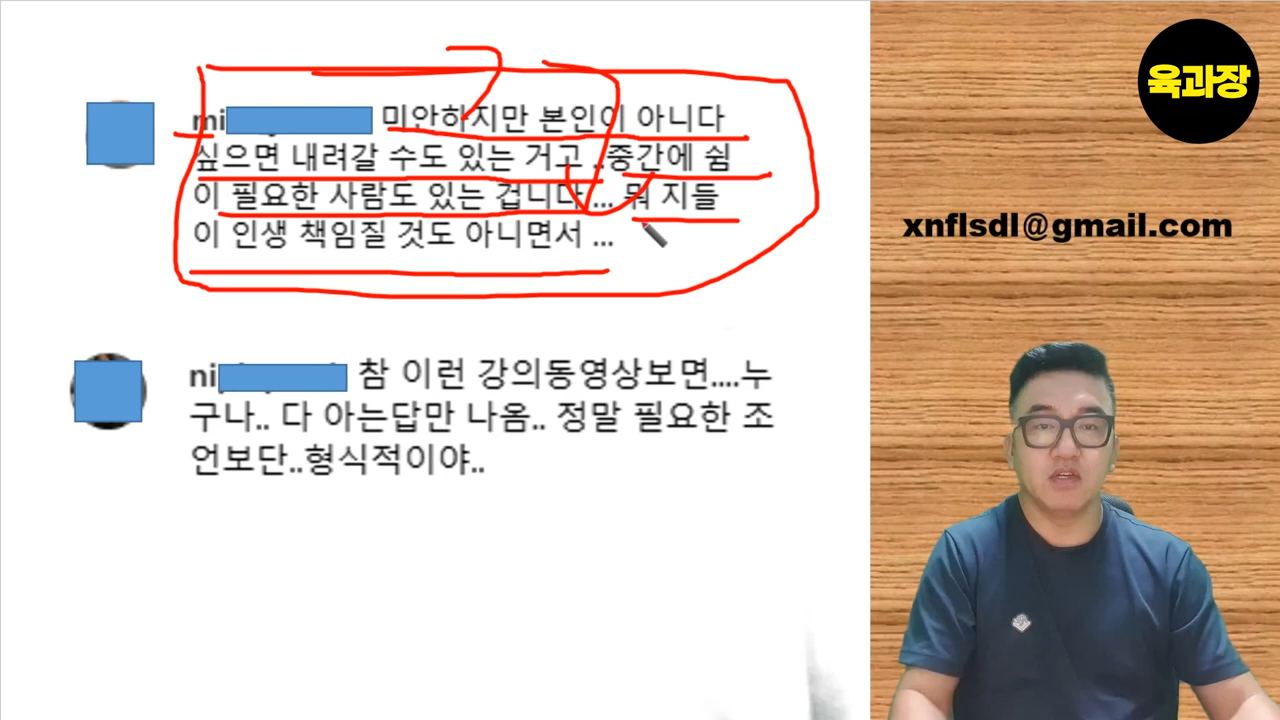 육과장
mi
미안하지만 본인이 아니다
싶으면 내려갈 수도 있는 거고 ..중간에 쉼
이 필요한 사람도 있는 겁니다 ... 뭐 지들
이 인생 책임질 것도 아니면서 ...
xnflsdl@gmail.com
ni
참 이런 강의동영상보면....누
구나.. 다 아는답만 나옴.. 정말 필요한 조
언보단..형식적이야..